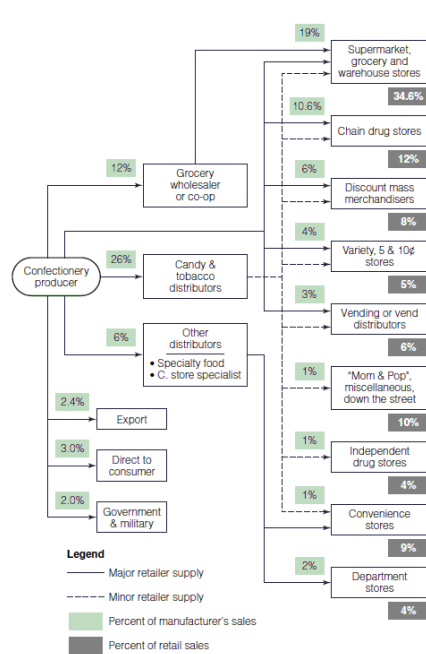 19%
Supermarket,
grocery and
warehouse stores
34.6%
10.6%
Chain drug stores
12%
12%
Grocery
wholesaler
or co-op
6%
Discount mass
merchandisers
8%
4%
Variety, 5 & 10¢
stores
5%
Confectionery
producer
26%
Candy &
tobacco
distributors
3%
Vending or vend
distributors
6%
6%
Other
distributors
• Specialty food
• C. store specialist
1%
"Mom & Pop",
miscellaneous,
down the street
10%
2.4%
Export
1%
Independent
drug stores
4%
3.0%
Direct to
consumer
1%
Convenience
stores
9%
2.0%
Government
& military
2%
Department
stores
4%
Legend
Major retailer supply
Minor retailer supply
Percent of manufacturer's sales
Percent of retail sales